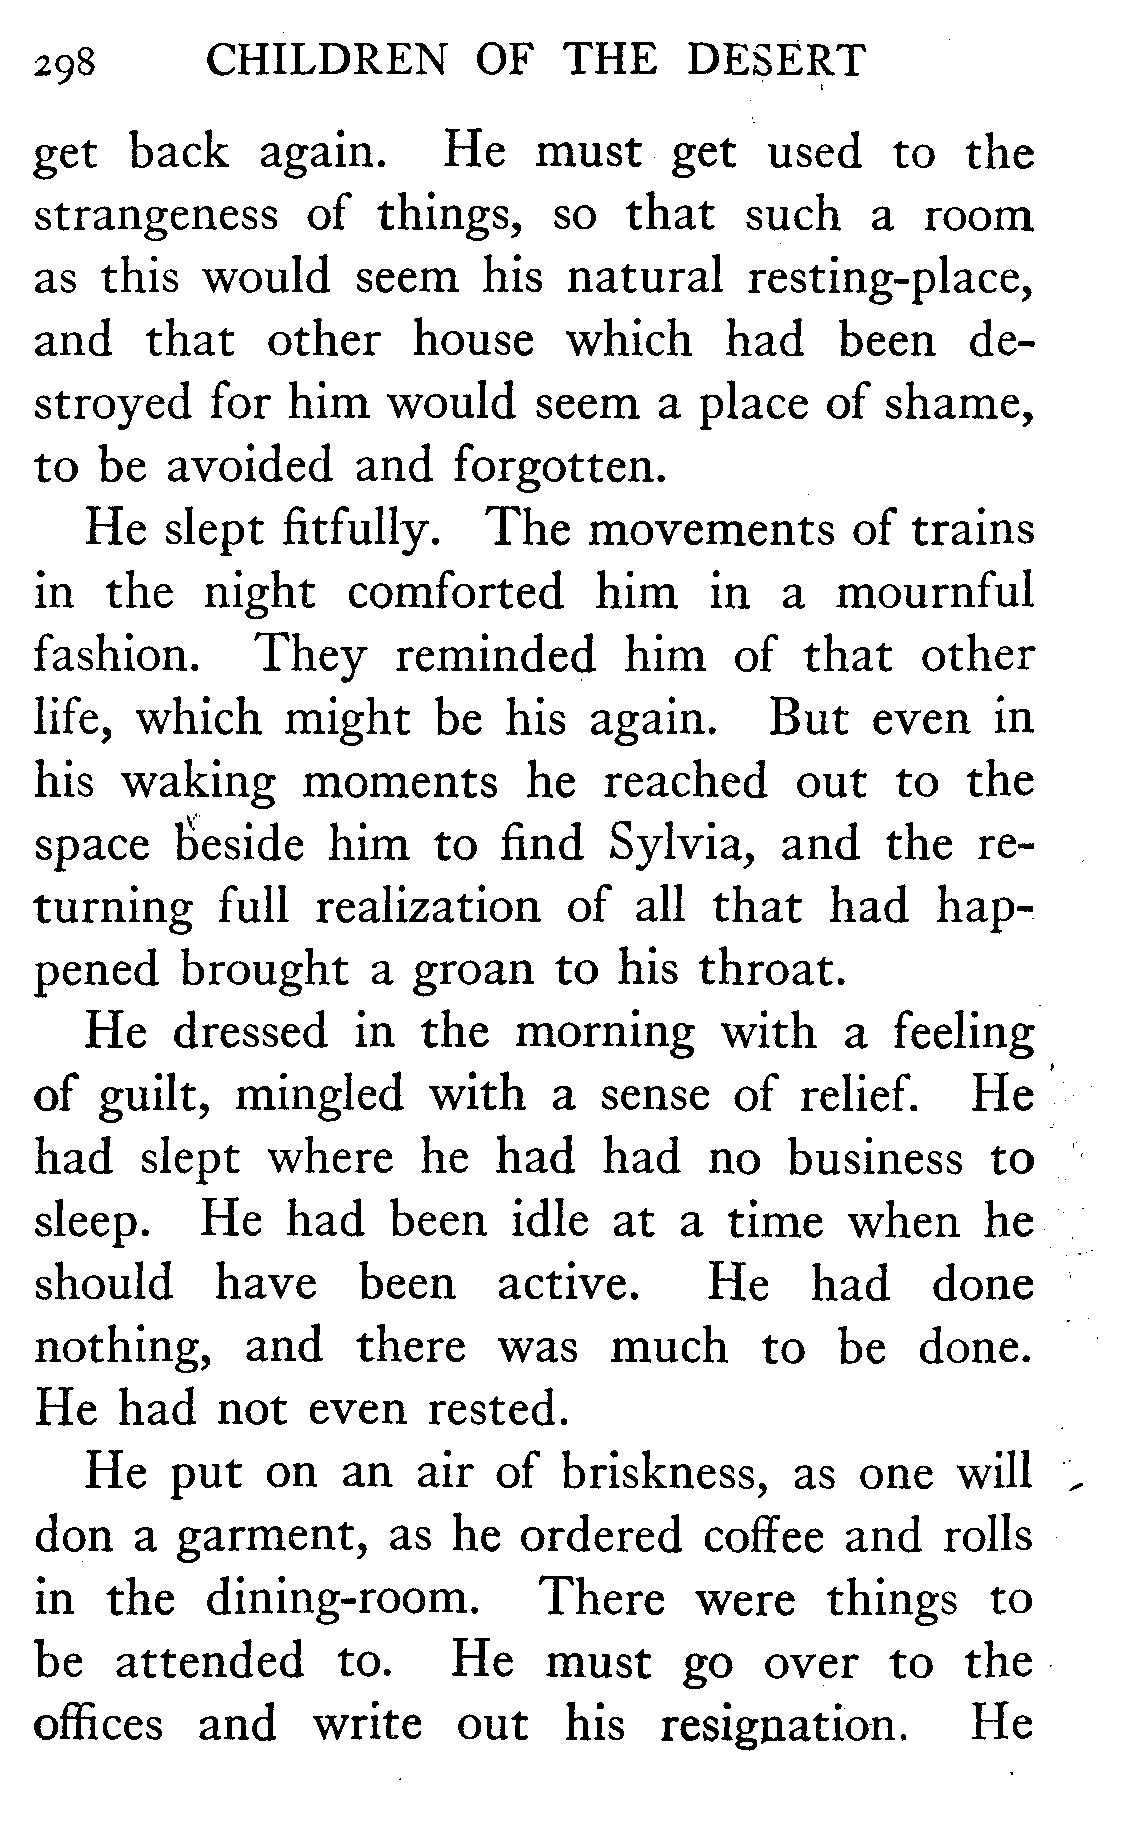 298 CHILDREN OF THE DESERT
get back again. He must get used to the
strangeness of things, so that such a room
as this would seem his natural resting-place,
and that other house which had been de-
stroyed for him would seem a place of shame,
to be avoided and forgotten.
He slept fitfully. The movements of trains
in the night comforted him in a mournful
fashion. They reminded him of that other
life, which might be his again. But even in
his waking moments he reached out to the
space beside him to find Sylvia, and the re-
turning full realization of all that had hap-
pened brought a groan to his throat.
He dressed in the morning with a feeling
of guilt, mingled with a sense of relief. He
had slept where he had had no business to
sleep. He had been idle at a time when he
should have been active. He had done
nothing, and there was much to be done.
He had not even rested.
He put on an air of briskness, as one will
don a garment, as he ordered coffee and rolls
in the dining-room. There were things to
be attended to. He must go over to the
offices and write out his resignation. He